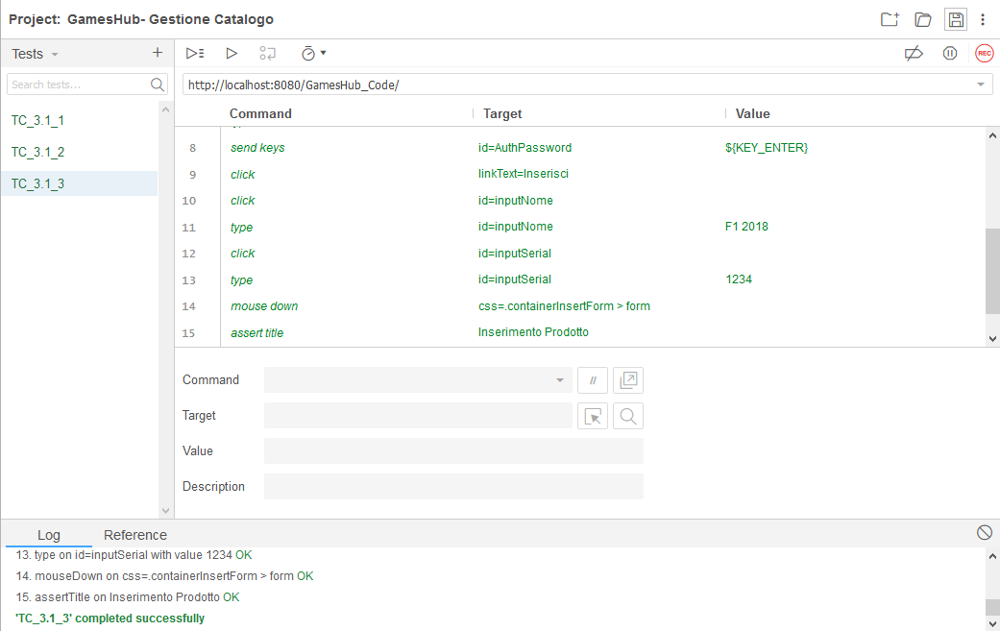 Project: GamesHub- Gestione Catalogo
Tests
REC
Search tests...
http://localhost:8080/GamesHub_Code/
Command Target Value
TC_3.1_1
TC_3.1_2
TC_3.1_3
8 send keys id=AuthPassword ${KEY_ENTER}
9 click linkText=Inserisci
10 click id=inputNome
11 type id=inputNome F1 2018
12 click id=inputSerial
13 type id=inputSerial 1234
14 mouse down css=.containerInsertForm > form
15 assert title Inserimento Prodotto
Command //
Target
Value
Description
Log Reference
13. type on id=inputSerial with value 1234 OK
14. mouseDown on css=.containerInsertForm > form OK
15. assertTitle on Inserimento Prodotto OK
'TC_3.1_3' completed successfully